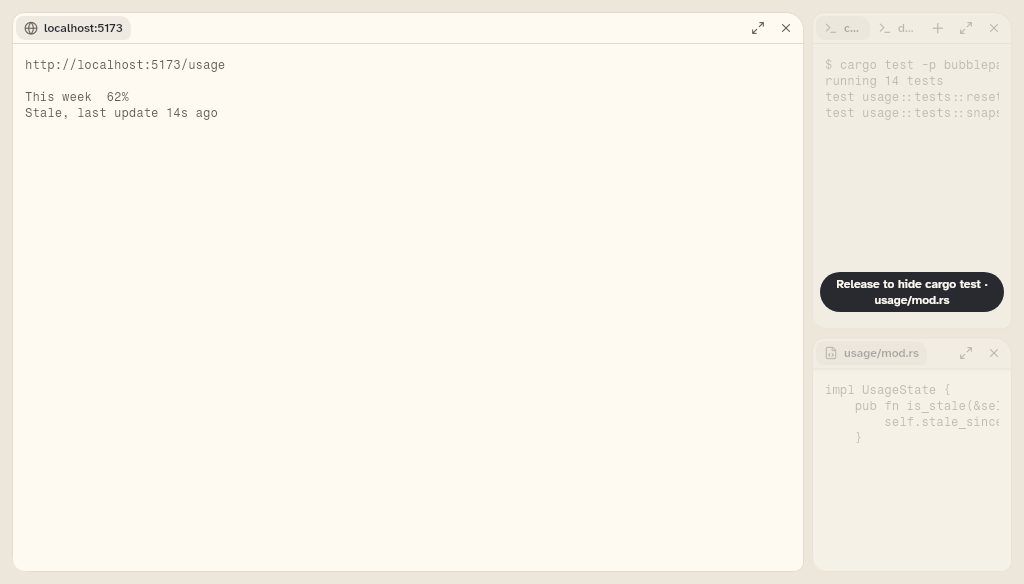 localhost:5173
http://localhost:5173/usage
This week  62%
Stale, last update 14s ago
c... d...
$ cargo test -p bubblepa
running 14 tests
test usage::tests::reset
test usage::tests::snaps
Release to hide cargo test ·
usage/mod.rs
usage/mod.rs
impl UsageState {
    pub fn is_stale(&sel
        self.stale_since
    }